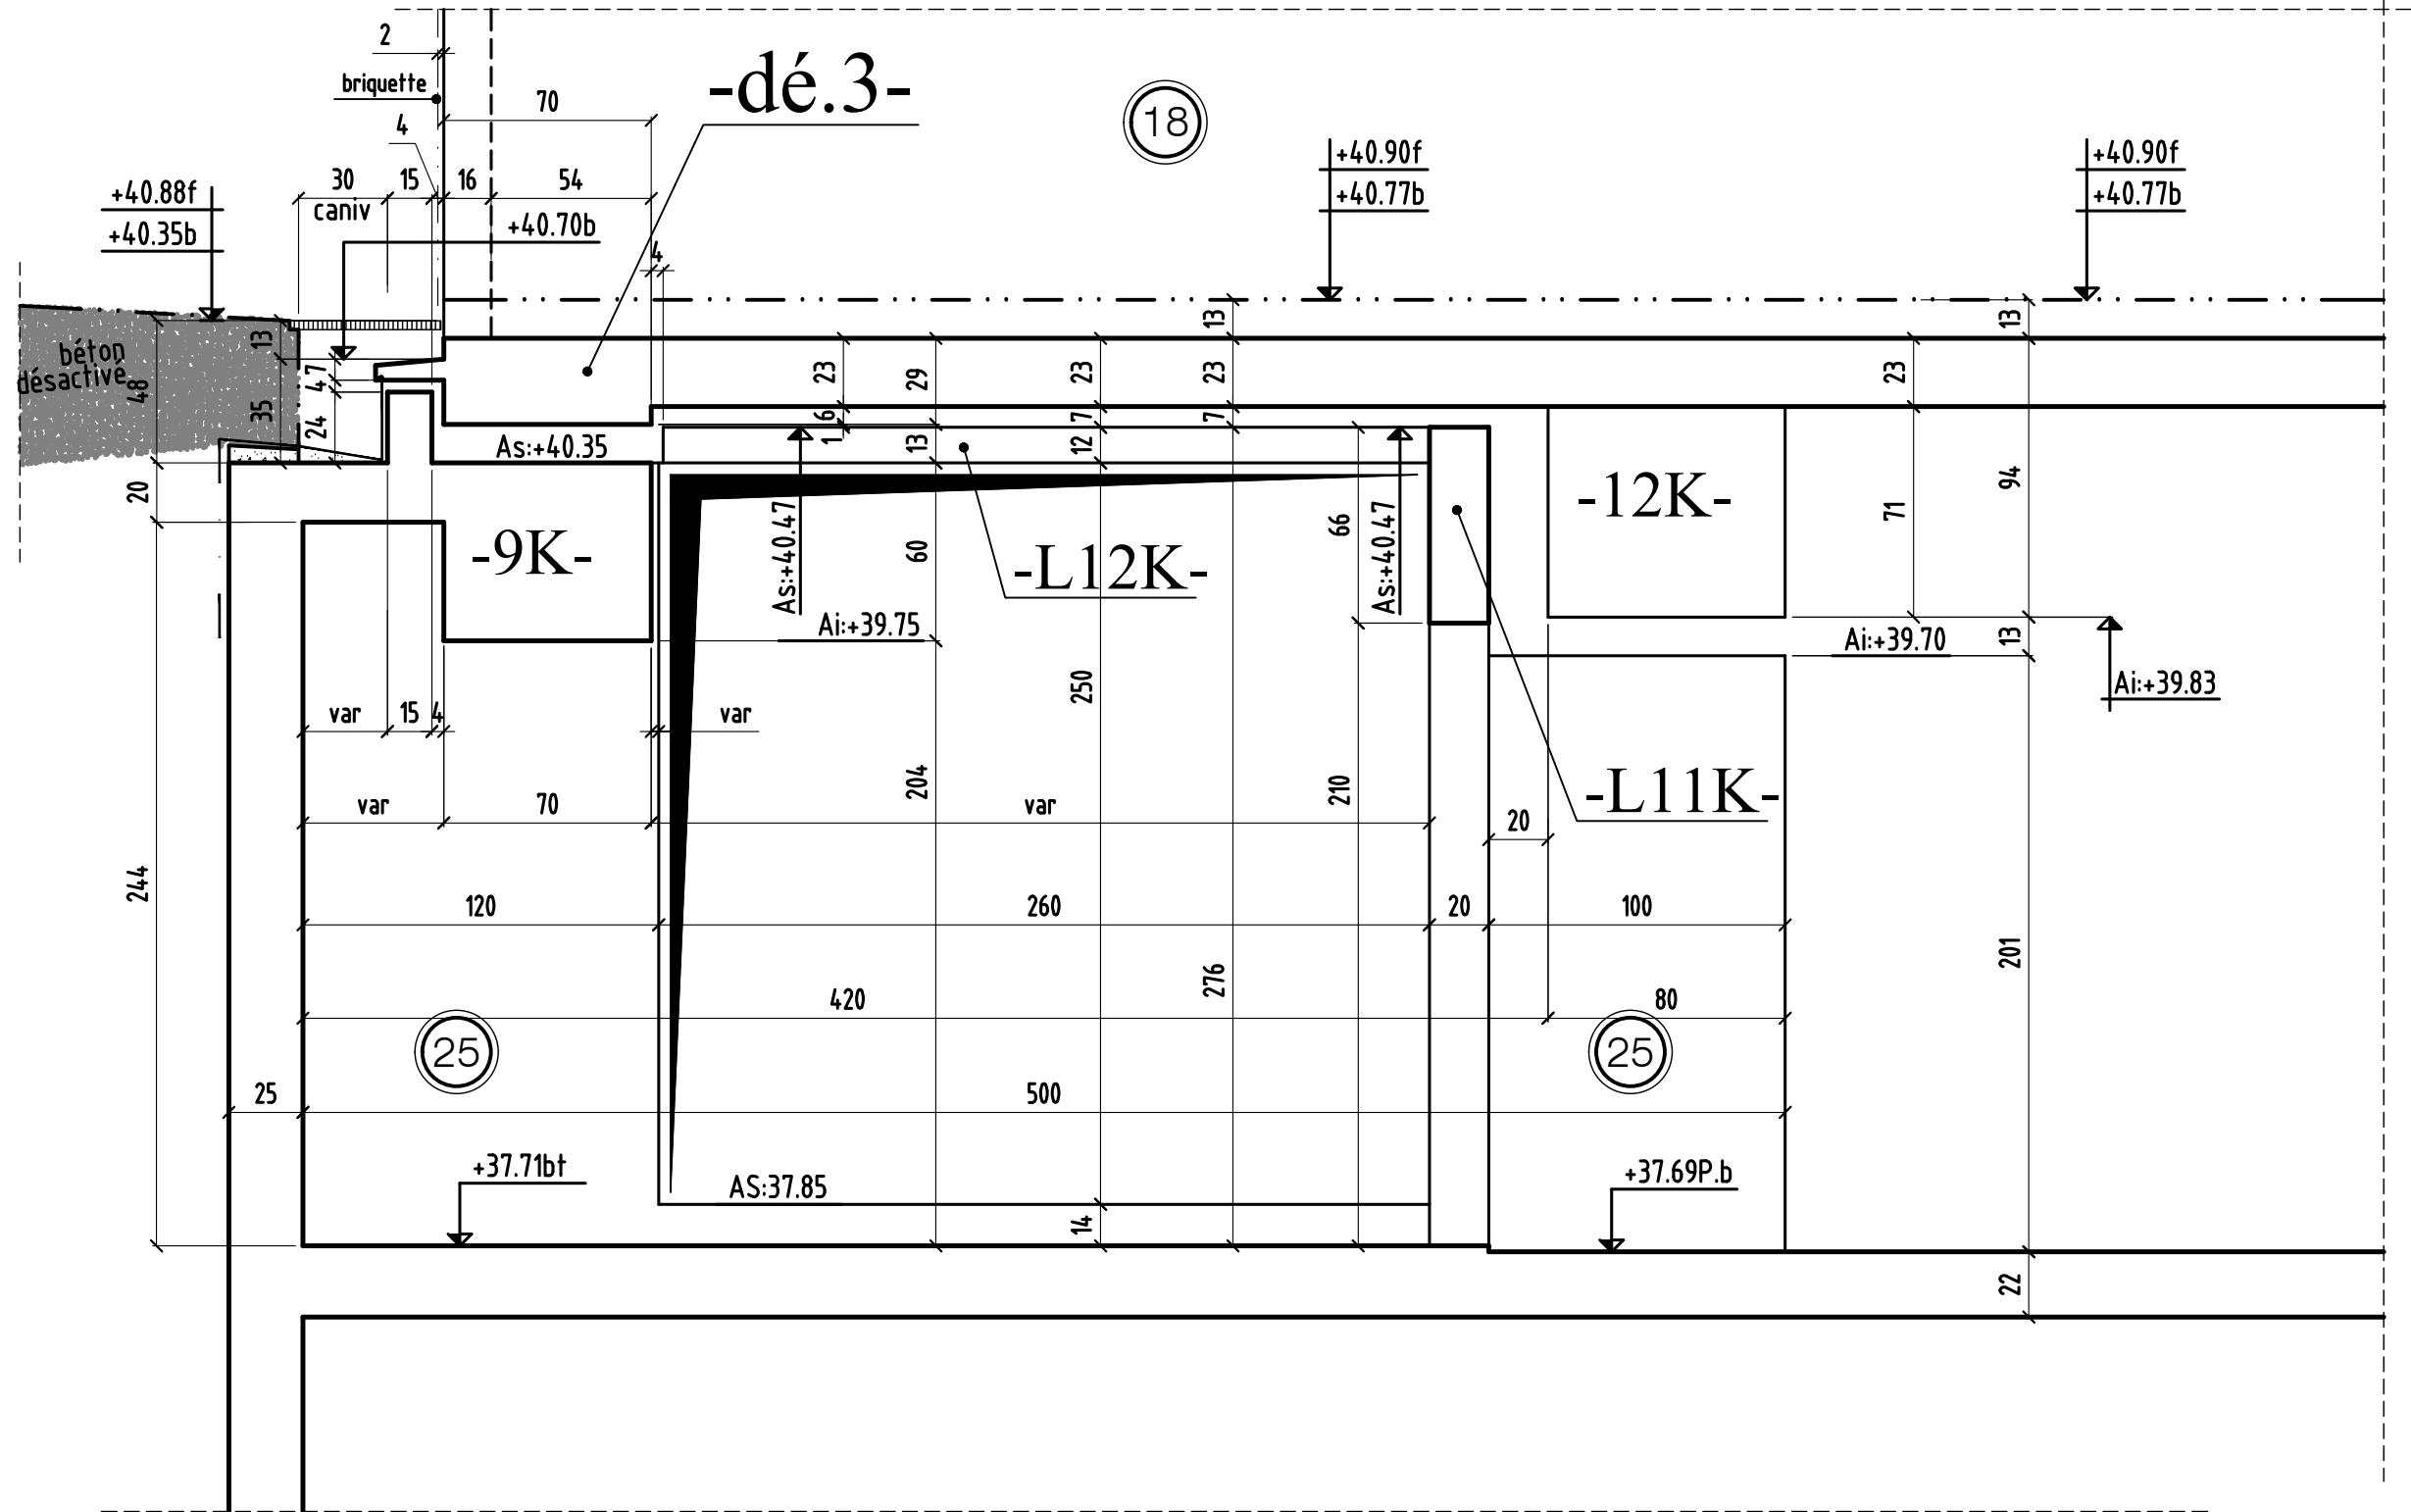 2
briquette
-dé.3-
70
18
4
30
15
16
54
caniv
+40.88f
+40.35b
+40.70b
4
+40.90f
+40.77b
+40.90f
+40.77b
béton
désactivé
48
13
35
7
4
24
20
23
6
1
29
13
23
7
12
13
23
7
23
13
94
71
As:+40.35
-9K-
As:+40.47
60
-L12K-
66
As:+40.47
-12K-
Ai:+39.75
Ai:+39.70
13
Ai:+39.83
var
15
4
var
250
var
70
204
var
210
-L11K-
20
244
120
260
20
100
201
420
276
80
25
25
25
500
+37.71bt
AS:37.85
14
+37.69P.b
22